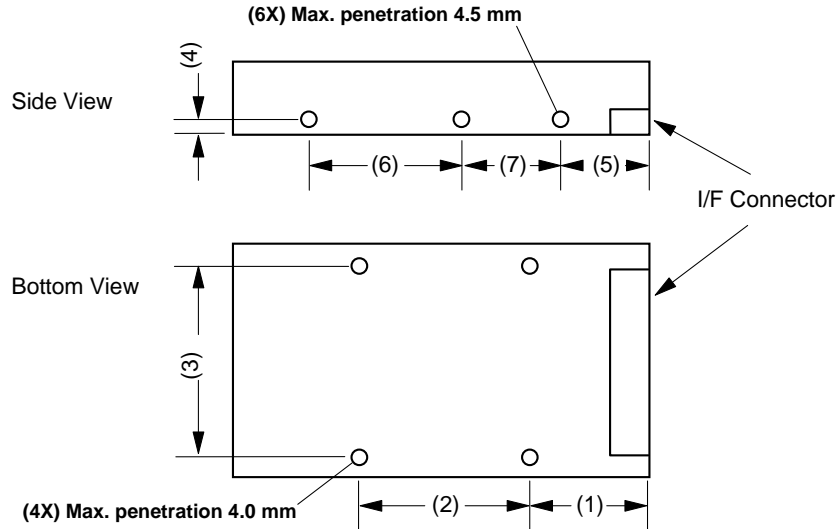 (6X) Max. penetration 4.5 mm
(4)
Side View
(6)
(7)
(5)
I/F Connector
Bottom View
(3)
(2)
(1)
(4X) Max. penetration 4.0 mm